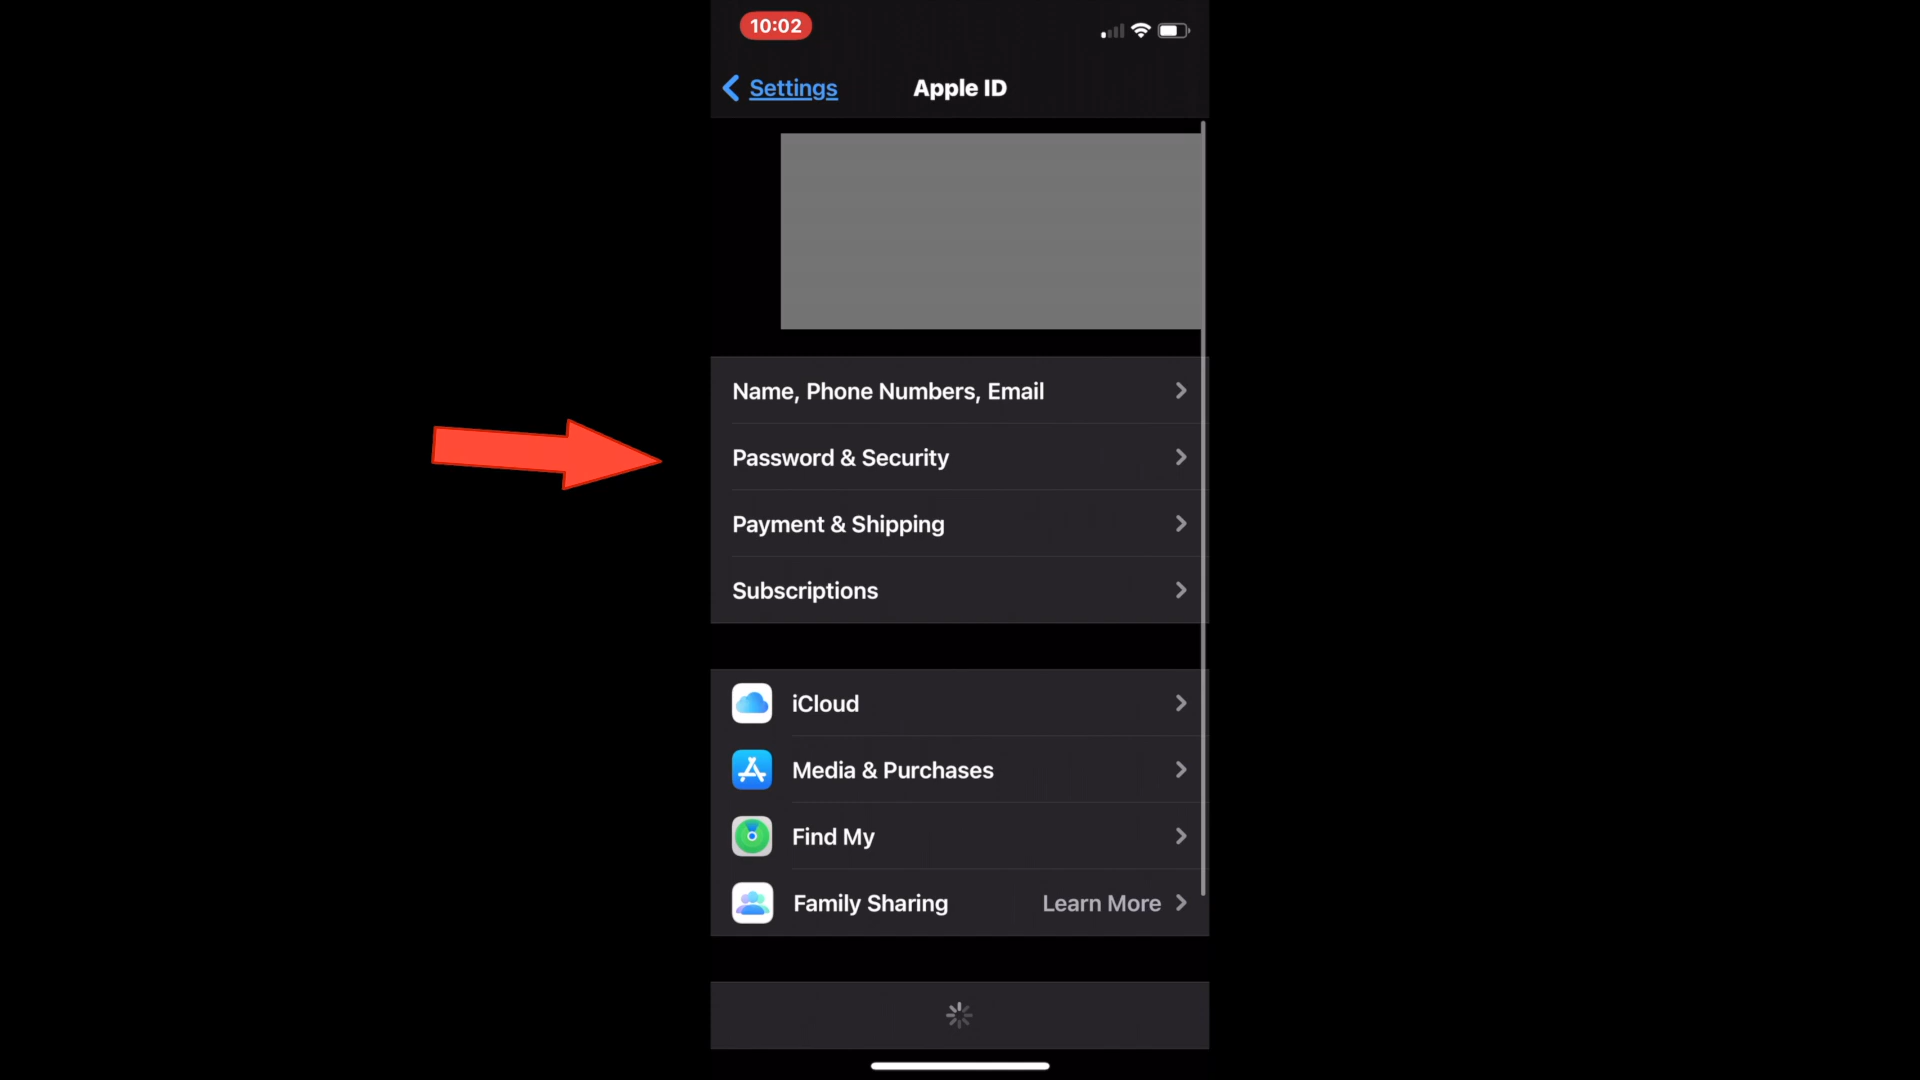 10:02
Settings
Apple ID
Name, Phone Numbers, Email
Password & Security
Payment & Shipping
Subscriptions
iCloud
Media & Purchases
Find My
Family Sharing Learn More